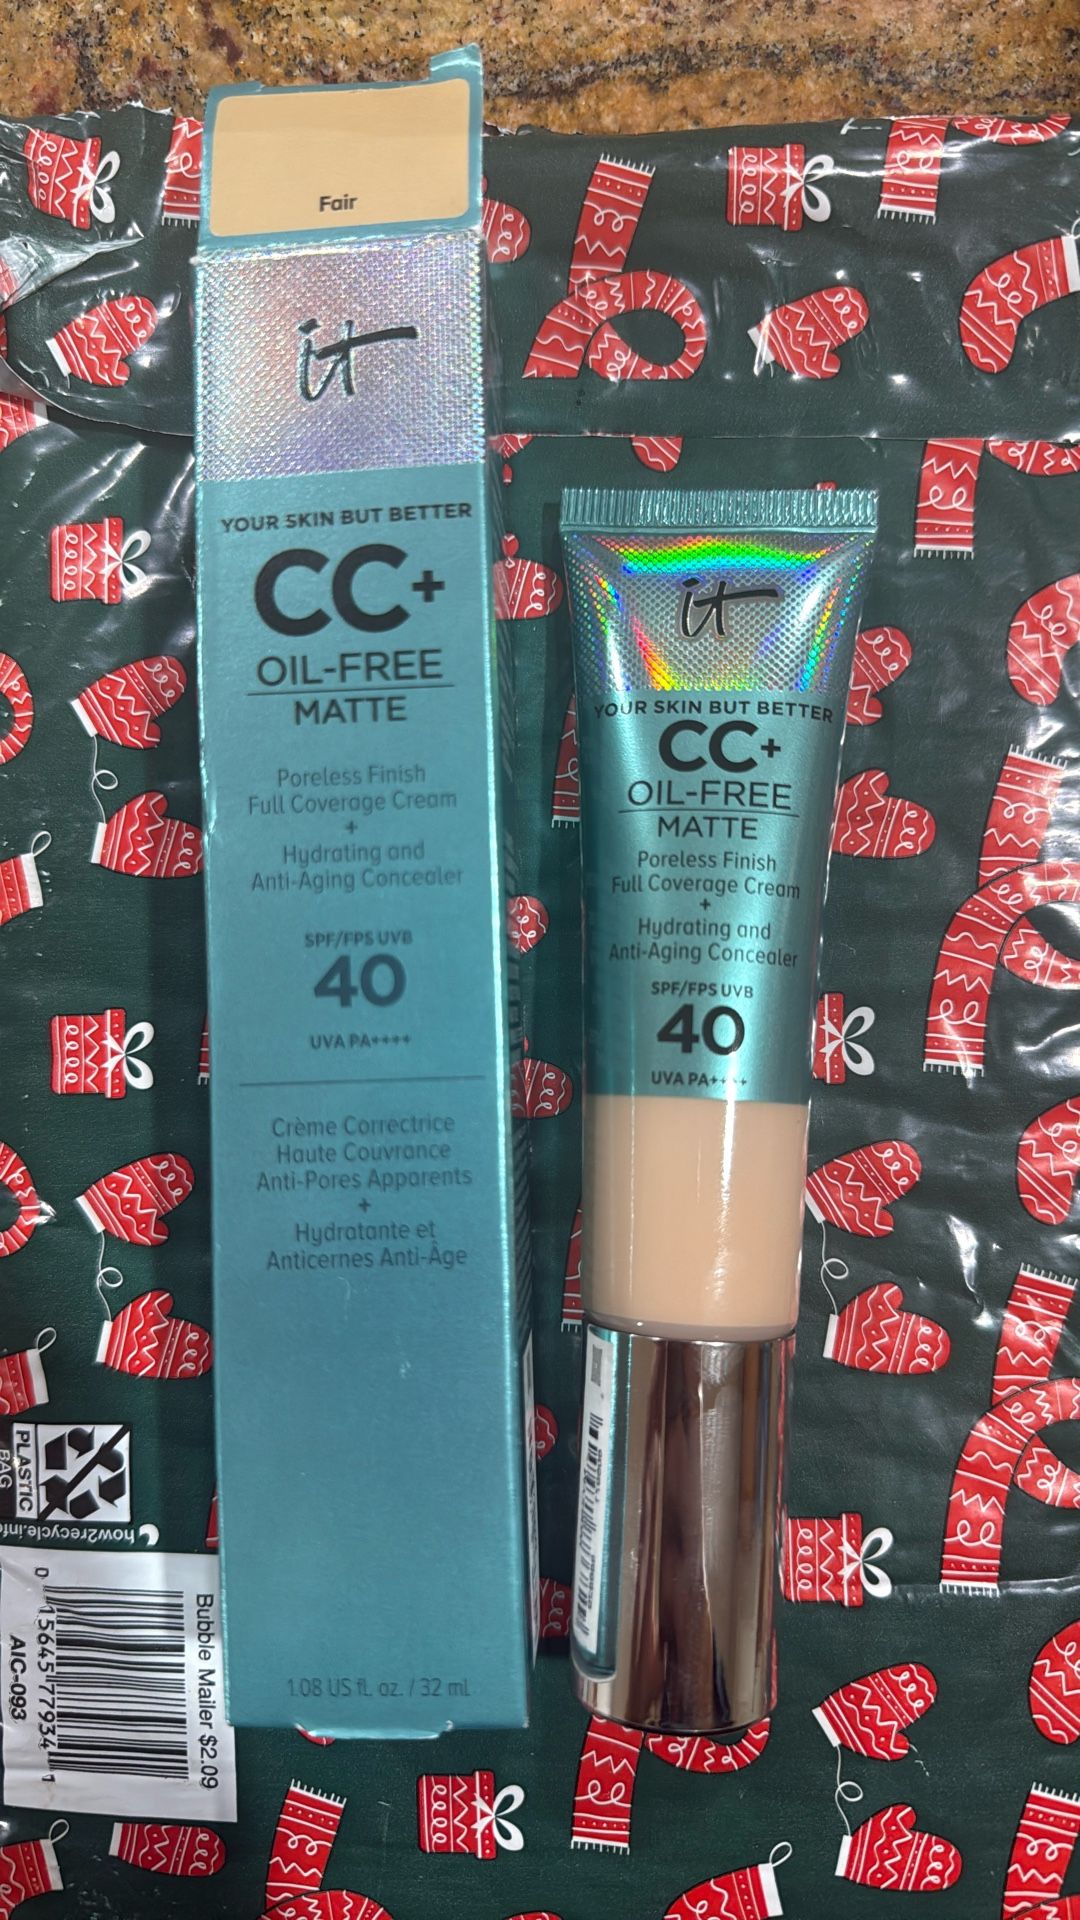 Fair
it
YOUR SKIN BUT BETTER
CC+
OIL-FREE
MATTE
Poreless Finish
Full Coverage Cream
+
Hydrating and
Anti-Aging Concealer
SPF/FPS UVB
40
UVA PA++++
Crème Correctrice
Haute Couvrance
Anti-Pores Apparents
+
Hydratante et
Anticernes Anti-Âge
1.08 US fl. oz. / 32 mL
it
YOUR SKIN BUT BETTER
CC+
OIL-FREE
MATTE
Poreless Finish
Full Coverage Cream
+
Hydrating and
Anti-Aging Concealer
SPF/FPS UVB
40
UVA PA++++
PLASTIC
BAG
how2recycle.info
Bubble Mailer $2.09
0 15645 77934 1
AIC-093